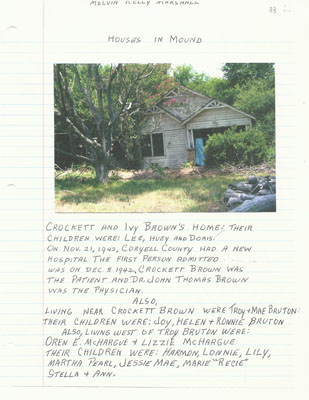 MELVIN KELLY MARSHALL
33
HOUSES IN MOUND
CROCKETT AND IVY BROWN'S HOME: THEIR
CHILDREN WERE: LEE, HUEY AND DORIS.
ON NOV. 21, 1942, CORYELL COUNTY HAD A NEW
HOSPITAL. THE FIRST PERSON ADMITTED
WAS ON DEC 5 1942, CROCKETT BROWN WAS
THE PATIENT AND DR. JOHN THOMAS BROWN
WAS THE PHYSICIAN.
ALSO,
LIVING NEAR CROCKETT BROWN WERE TROY & MAE BRUTON:
THEIR CHILDREN WERE: JOY, HELEN & RONNIE BRUTON
ALSO, LIVING WEST OF TROY BRUTON WERE:
OREN E. McHARGUE & LIZZIE McHARGUE.
THEIR CHILDREN WERE: HARMON, LONNIE, LILY,
MARTHA PEARL, JESSIE MAE, MARIE "RECIE"
STELLA & ANN.